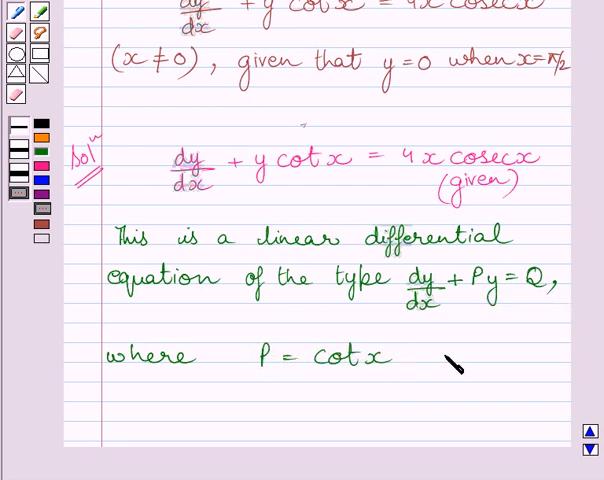 dy/dx + y cot x = 4x cosec x
(x ≠ 0), given that y = 0 when x = π/2
Solⁿ dy/dx + y cot x = 4x cosec x
(given)
This is a linear differential
equation of the type dy/dx + Py = Q,
where P = cot x